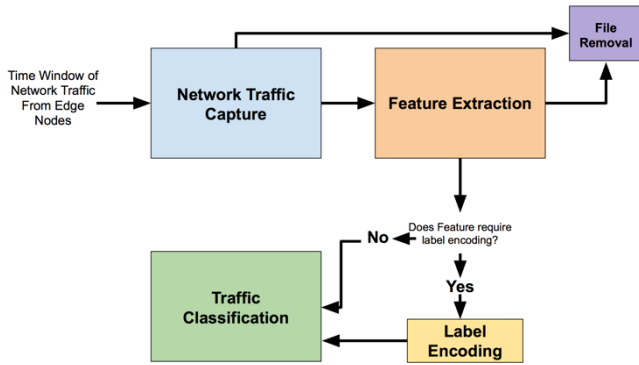 File
Removal
Time Window of
Network Traffic
From Edge
Nodes
Network Traffic
Capture
Feature Extraction
Does Feature require
label encoding?
No
Yes
Traffic
Classification
Label
Encoding